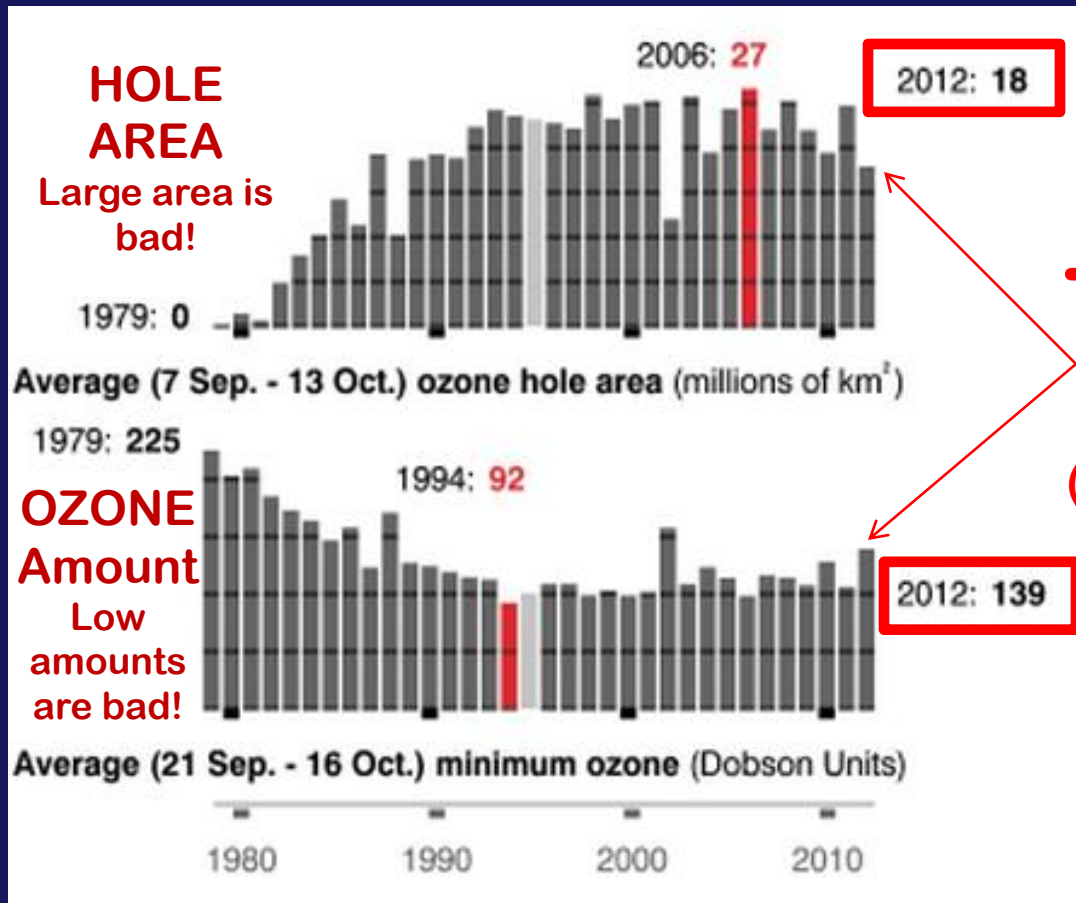 HOLE
AREA
Large area is
bad!
2006: 27
2012: 18
1979: 0
Average (7 Sep. - 13 Oct.) ozone hole area (millions of km²)
1979: 225
1994: 92
OZONE
Amount
Low
amounts
are bad!
2012: 139
Average (21 Sep. - 16 Oct.) minimum ozone (Dobson Units)
1980 1990 2000 2010